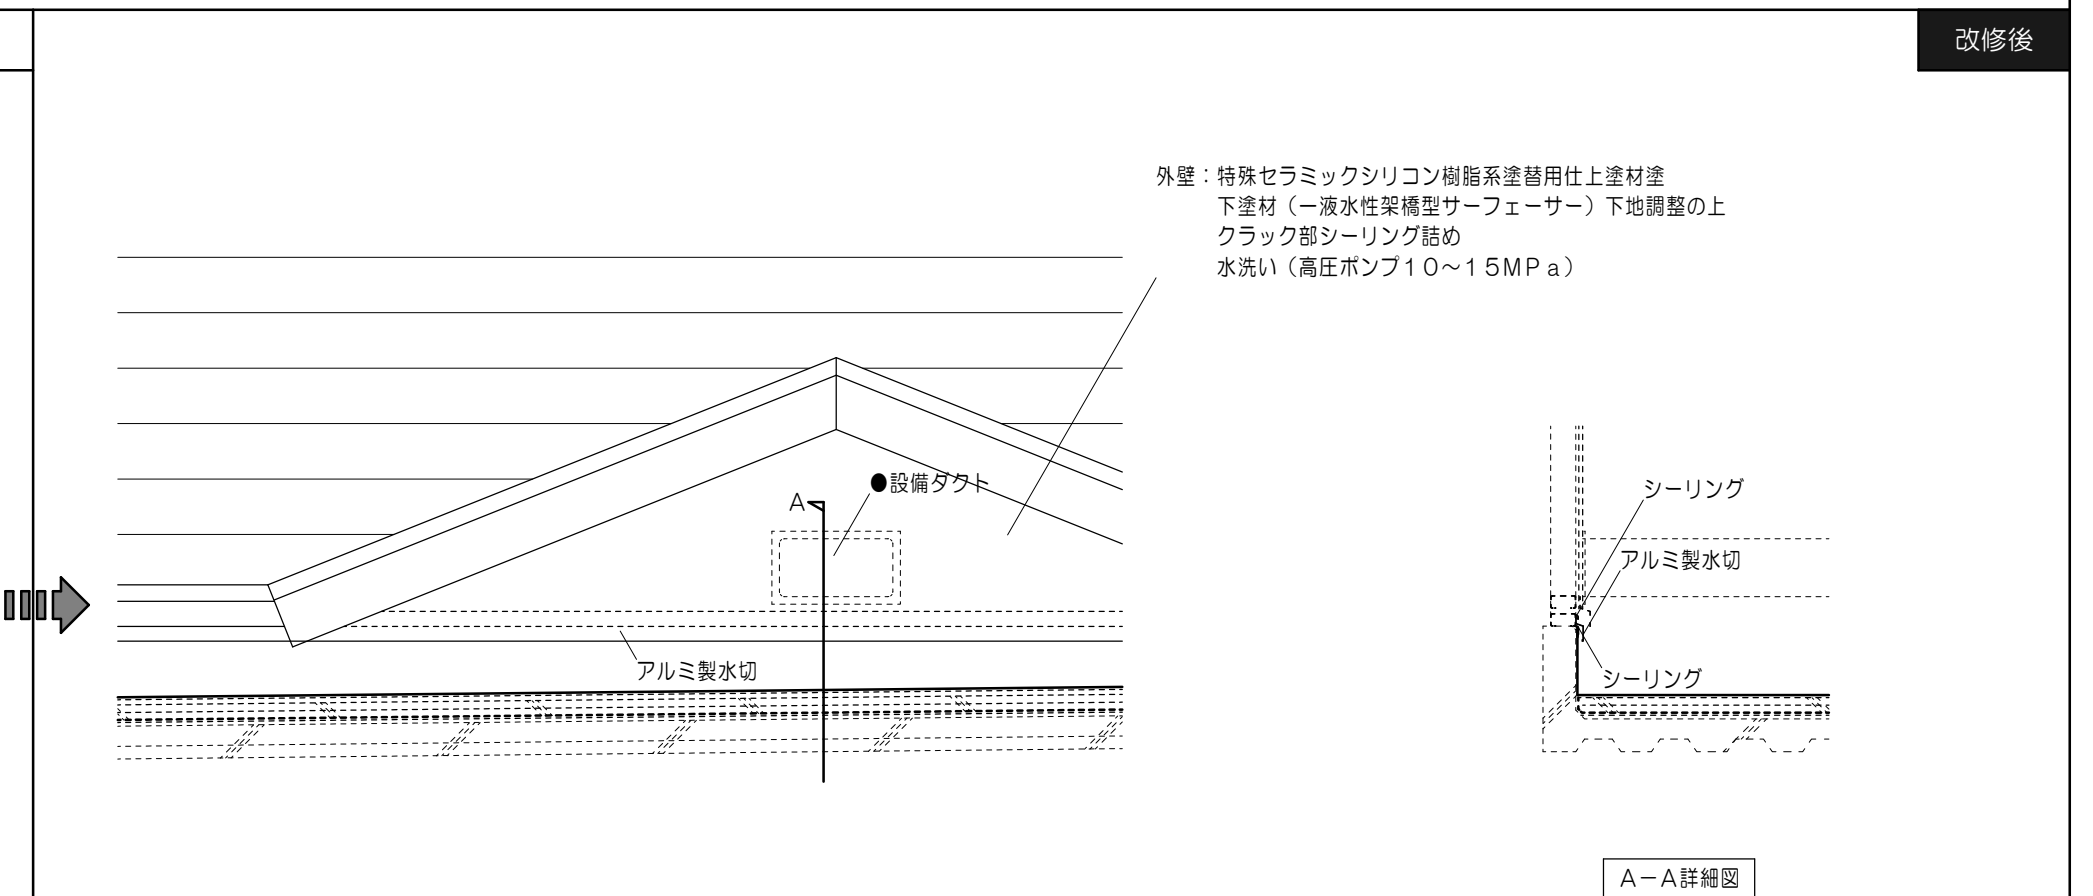 改修後
外壁：特殊セラミックシリコン樹脂系塗替用仕上塗材塗
下塗材（一液水性架橋型サーフェーサー）下地調整の上
クラック部シーリング詰め
水洗い（高圧ポンプ１０～１５ＭＰａ）
●設備ダクト
A
アルミ製水切
シーリング
アルミ製水切
シーリング
Ａ－Ａ詳細図